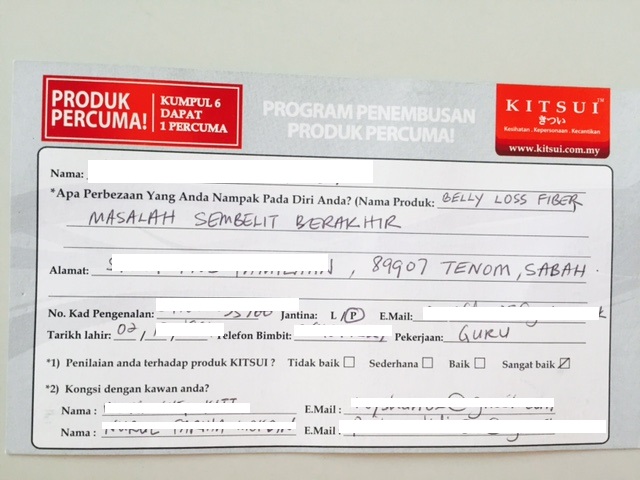 PRODUK PERCUMA!
KUMPUL 6 DAPAT 1 PERCUMA
PROGRAM PENEMBUSAN
PRODUK PERCUMA!
KITSUI™
きつい
Kesihatan . Kepersonaan . Kecantikan
www.kitsui.com.my
Nama:
*Apa Perbezaan Yang Anda Nampak Pada Diri Anda? (Nama Produk: BELLY LOSS FIBER
MASALAH SEMBELIT BERAKHIR
Alamat: , 89907 TENOM, SABAH.
No. Kad Pengenalan: Jantina: L / P E.Mail:
Tarikh lahir: 02/ Telefon Bimbit: Pekerjaan: GURU
*1) Penilaian anda terhadap produk KITSUI ? Tidak baik Sederhana Baik Sangat baik
*2) Kongsi dengan kawan anda?
Nama : E.Mail :
Nama : E.Mail :